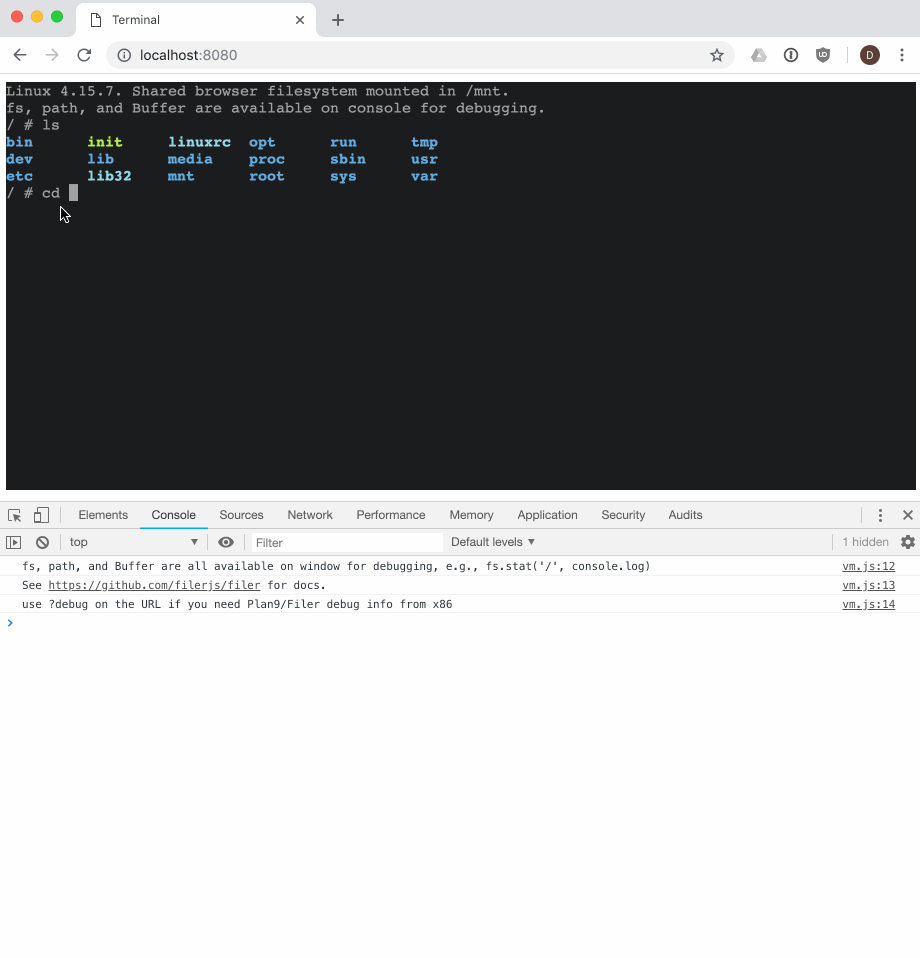 Terminal
localhost:8080
D
Linux 4.15.7. Shared browser filesystem mounted in /mnt.
fs, path, and Buffer are available on console for debugging.
/ # ls
bin init linuxrc opt run tmp
dev lib media proc sbin usr
etc lib32 mnt root sys var
/ # cd
Elements Console Sources Network Performance Memory Application Security Audits
top Filter Default levels 1 hidden
fs, path, and Buffer are all available on window for debugging, e.g., fs.stat('/', console.log) vm.js:12
See https://github.com/filerjs/filer for docs. vm.js:13
use ?debug on the URL if you need Plan9/Filer debug info from x86 vm.js:14